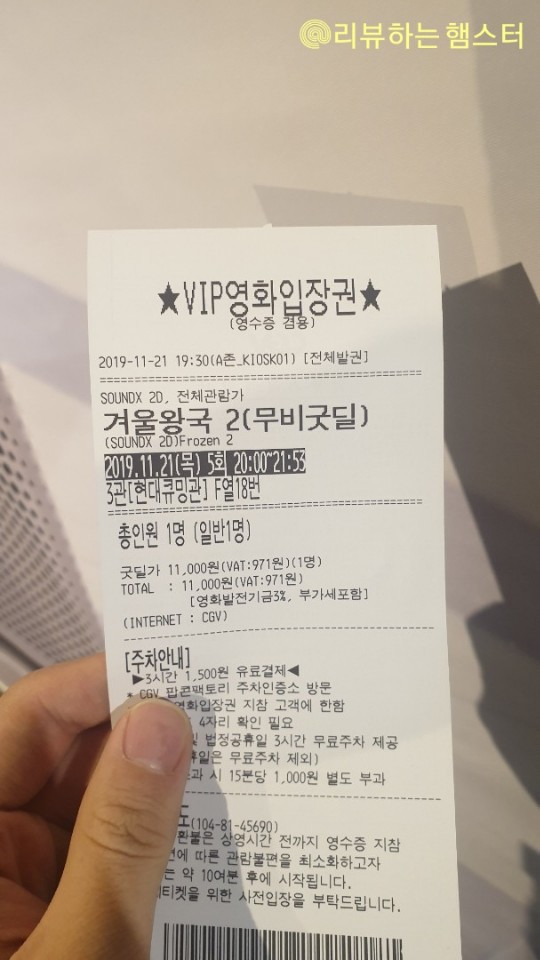 @리뷰하는 햄스터
★VIP영화입장권★
(영수증 겸용)
2019-11-21 19:30(A존_KIOSK01) [전체발권]
SOUNDX 2D, 전체관람가
겨울왕국 2(무비굿딜)
(SOUNDX 2D)Frozen 2
2019.11.21(목) 5회 20:00~21:53
3관[현대큐밍관] F열18번
총인원 1명 (일반1명)
굿딜가 11,000원(VAT:971원)(1명)
TOTAL : 11,000원(VAT:971원)
[영화발전기금3%, 부가세포함]
(INTERNET : CGV)
[주차안내]
▶3시간 1,500원 유료결제◀
* CGV 팝콘팩토리 주차인증소 방문
영화입장권 지참 고객에 한함
4자리 확인 필요
및 법정공휴일 3시간 무료주차 제공
휴일은 무료주차 제외)
과 시 15분당 1,000원 별도 부과
도(104-81-45690)
환불은 상영시간 전까지 영수증 지참
연에 따른 관람불편을 최소화하고자
는 약 10여분 후에 시작됩니다.
에티켓을 위한 사전입장을 부탁드립니다.